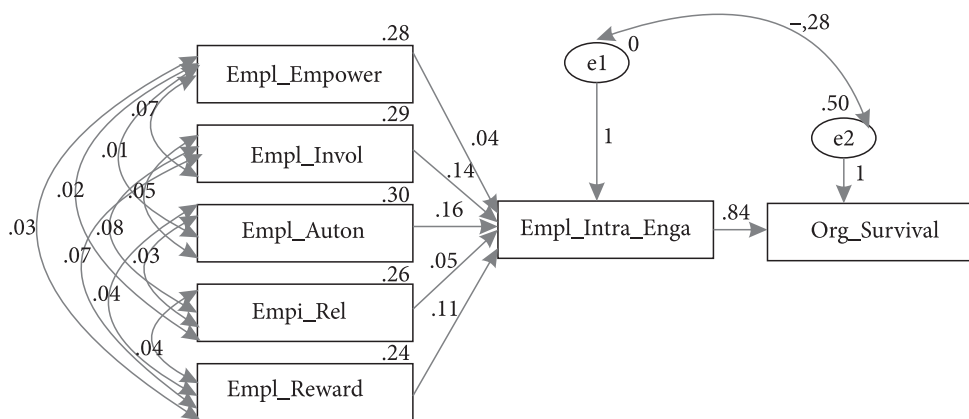 .28
Empl_Empower
.29
Empl_Invol
.30
Empl_Auton
.26
Empi_Rel
.24
Empl_Reward
.07
.01
.05
.02
.08
.03
.03
.07
.04
.04
.04
.14
.16
.05
.11
e1
0
1
Empl_Intra_Enga
–,28
.50
e2
1
.84
Org_Survival